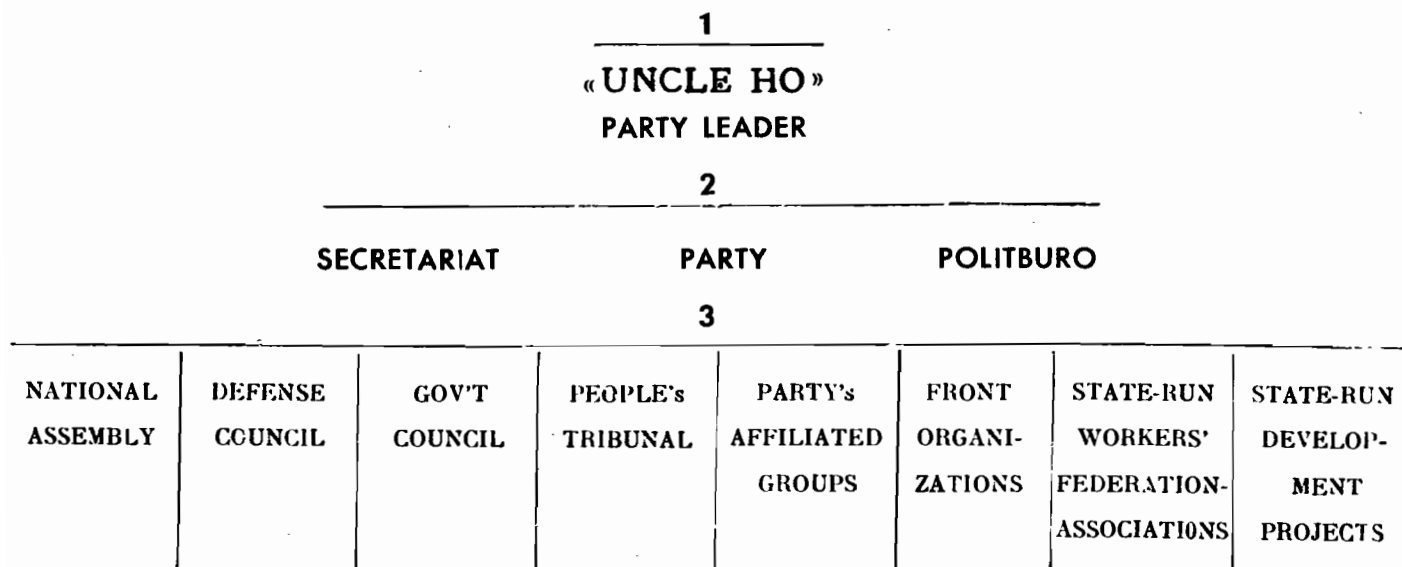 1
« UNCLE HO »
PARTY LEADER
2
SECRETARIAT PARTY POLITBURO
3
NATIONAL ASSEMBLY
DEFENSE COUNCIL
GOV'T COUNCIL
PEOPLE's TRIBUNAL
PARTY's AFFILIATED GROUPS
FRONT ORGANI- ZATIONS
STATE-RUN WORKERS' FEDERATION- ASSOCIATIONS
STATE-RUN DEVELOP- MENT PROJECTS